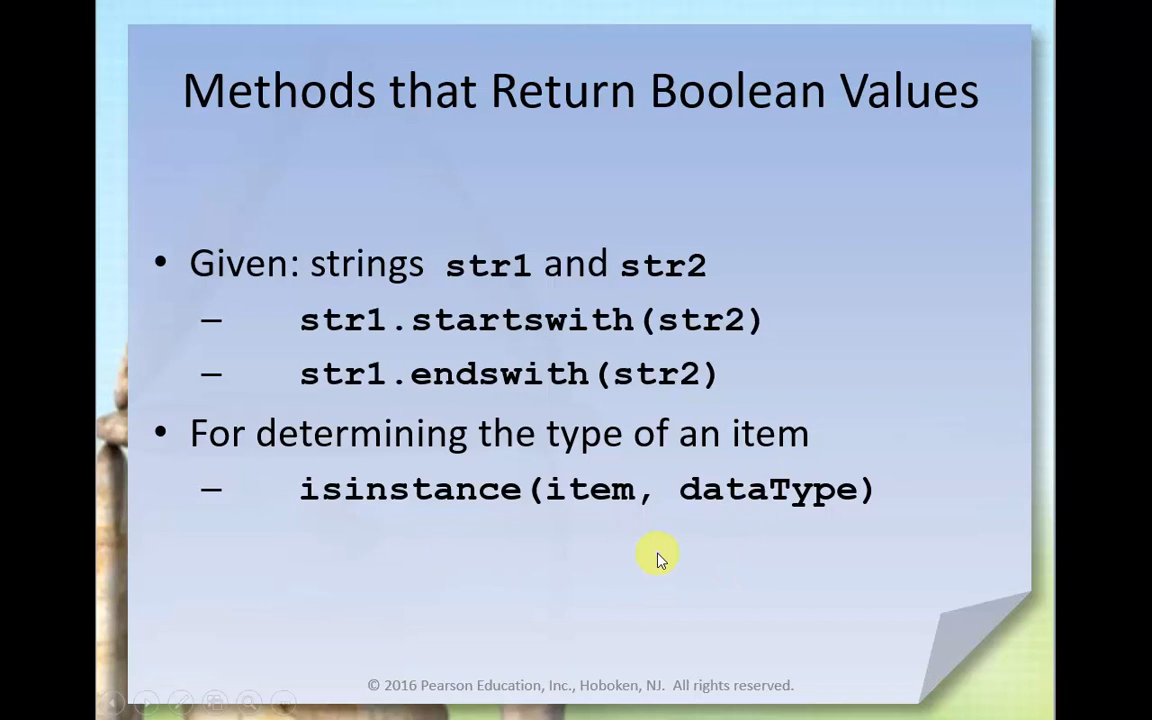 Methods that Return Boolean Values
• Given: strings str1 and str2
– str1.startswith(str2)
– str1.endswith(str2)
• For determining the type of an item
– isinstance(item, dataType)
© 2016 Pearson Education, Inc., Hoboken, NJ. All rights reserved.